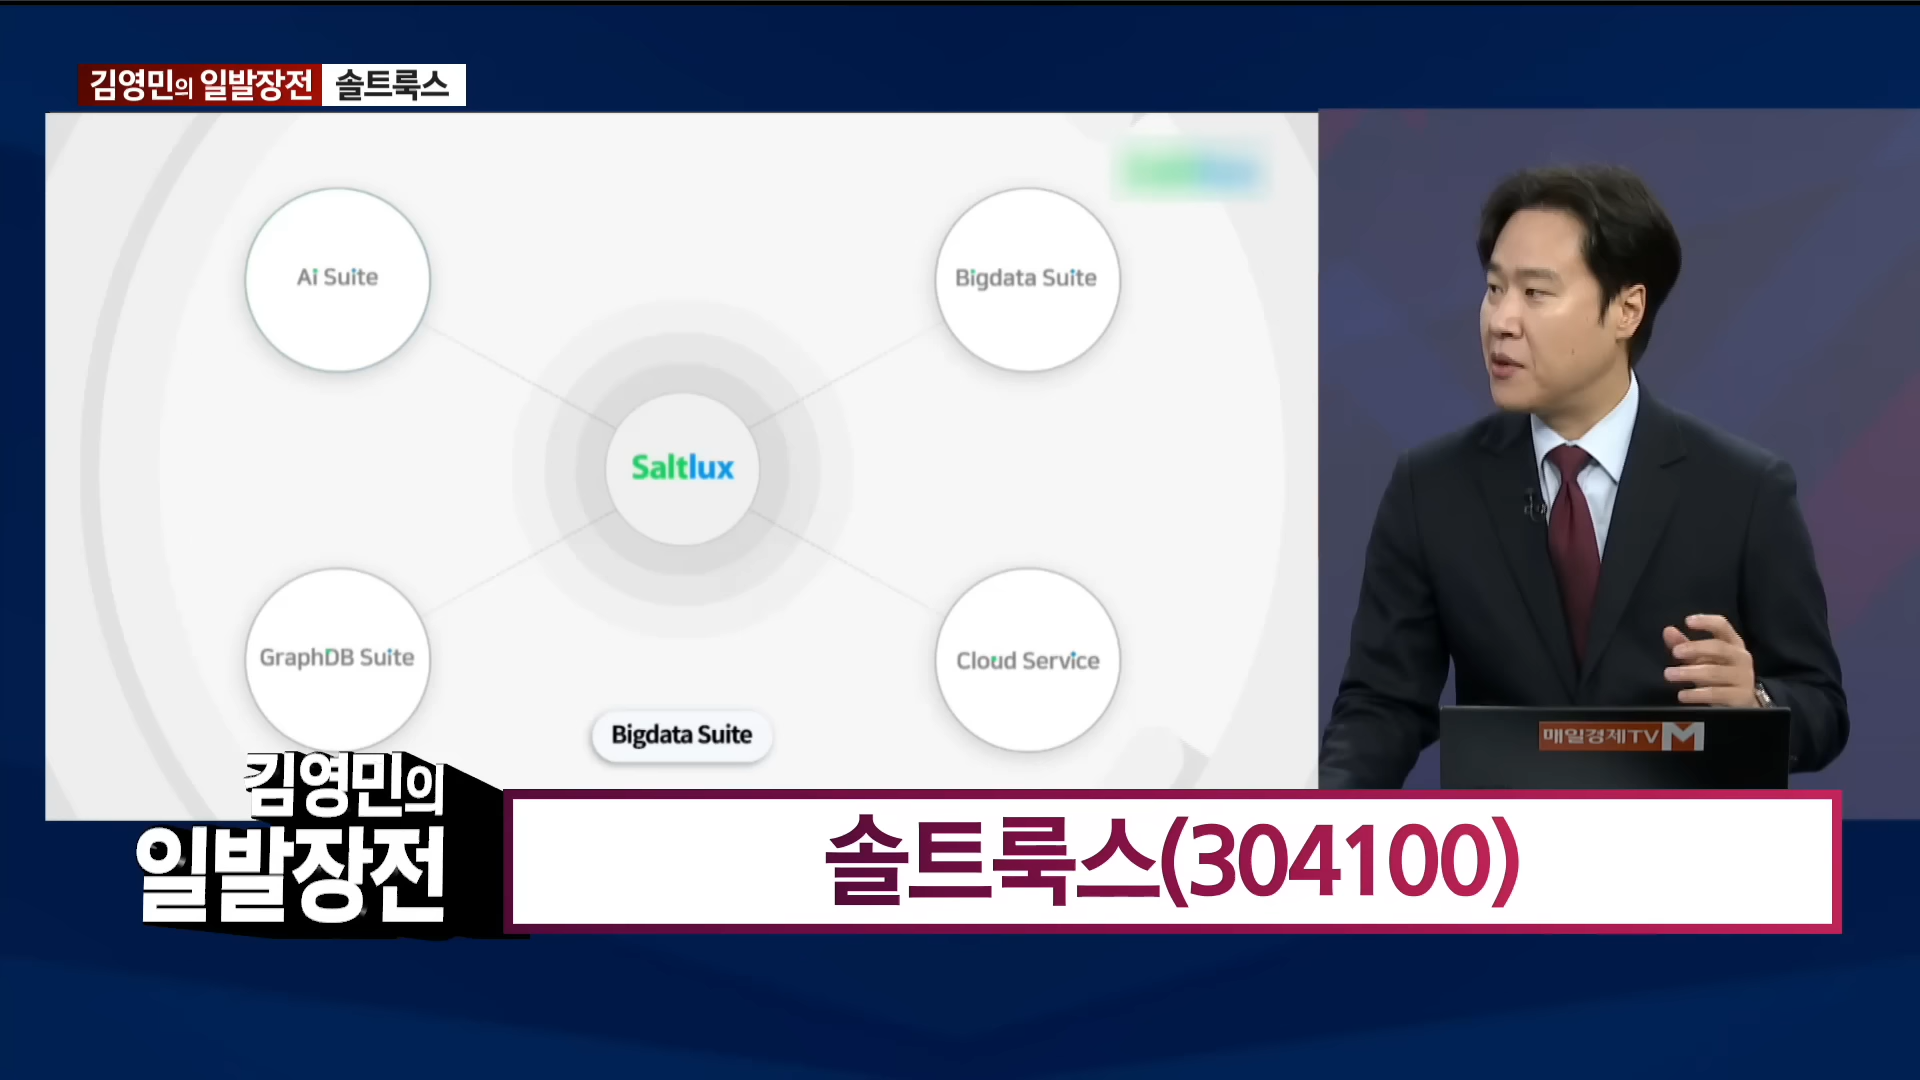 김영민의 일발장전 솔트룩스
Ai Suite
Bigdata Suite
Saltlux
GraphDB Suite
Cloud Service
Bigdata Suite
매일경제TV M
김영민의
일발장전
솔트룩스(304100)